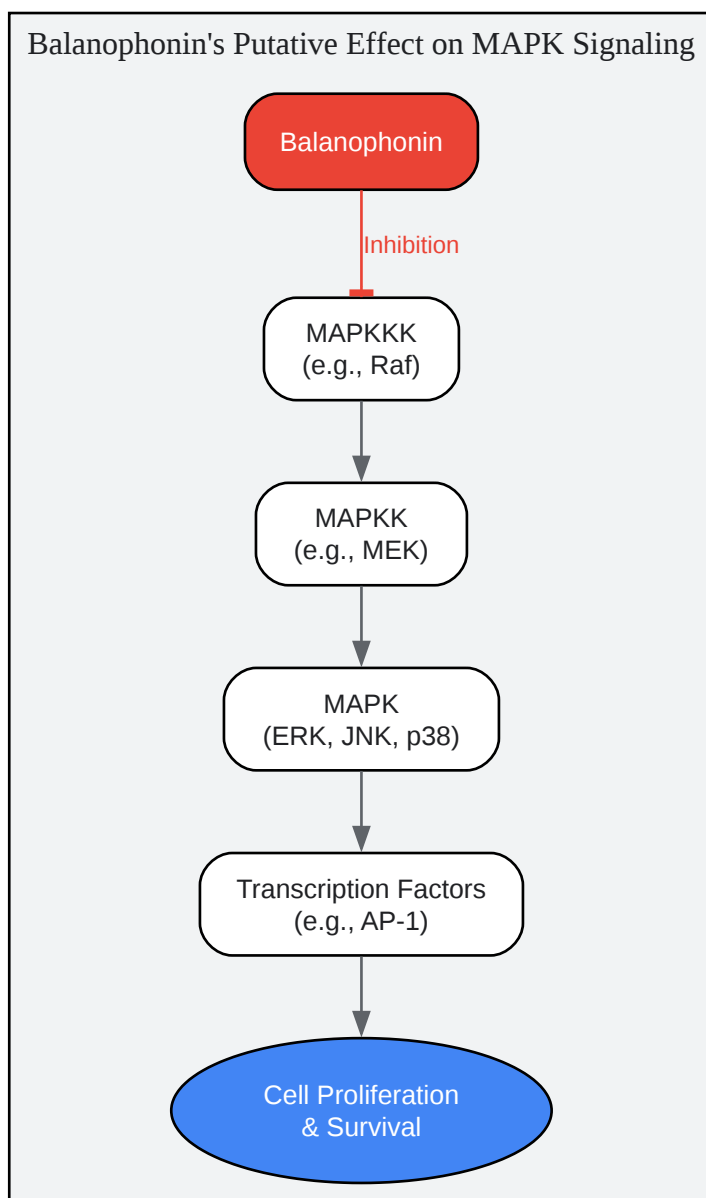 Balanophonin's Putative Effect on MAPK Signaling
Balanophonin
Inhibition
MAPKKK
(e.g., Raf)
MAPKK
(e.g., MEK)
MAPK
(ERK, JNK, p38)
Transcription Factors
(e.g., AP-1)
Cell Proliferation
& Survival